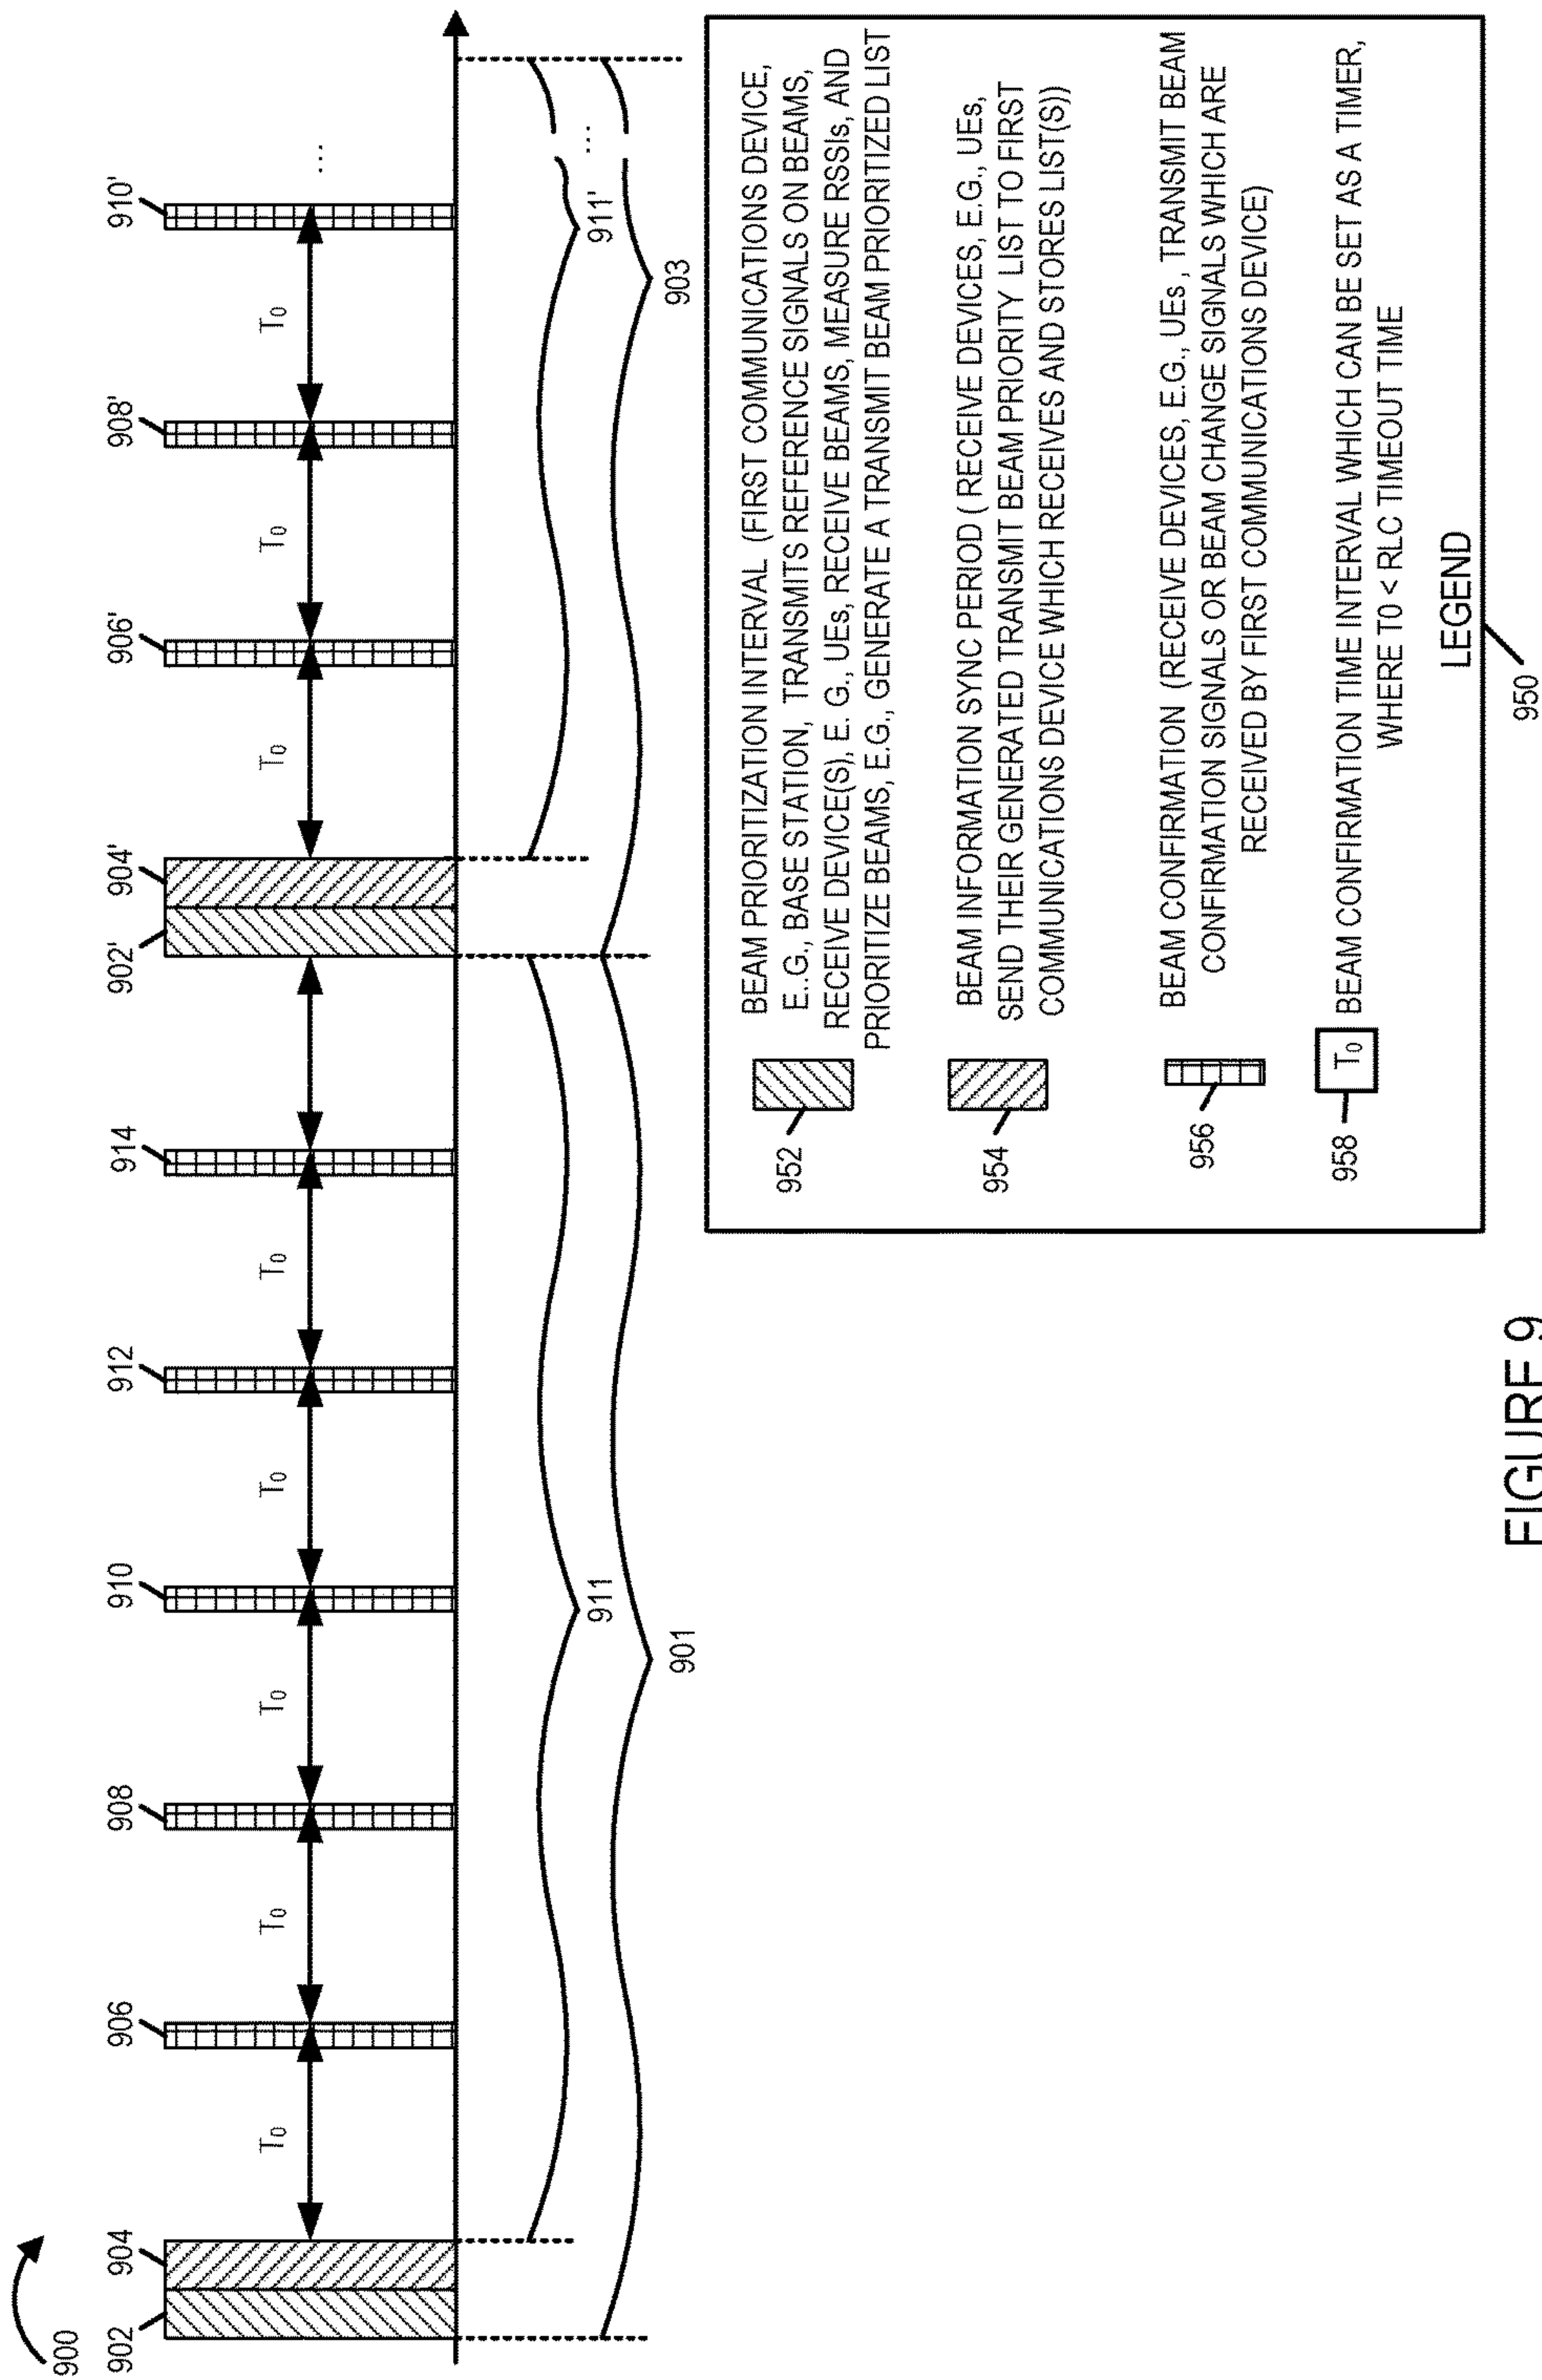 900
902
904
906
908
910
912
914
902'
904'
906'
908'
910'
T0
T0
T0
T0
T0
T0
T0
T0
T0
...
911
911'
...
901
903
952
BEAM PRIORITIZATION INTERVAL (FIRST COMMUNICATIONS DEVICE,
E..G., BASE STATION, TRANSMITS REFERENCE SIGNALS ON BEAMS,
RECEIVE DEVICE(S), E. G., UEs, RECEIVE BEAMS, MEASURE RSSIs, AND
PRIORITIZE BEAMS, E.G., GENERATE A TRANSMIT BEAM PRIORITIZED LIST
954
BEAM INFORMATION SYNC PERIOD ( RECEIVE DEVICES, E.G., UEs,
SEND THEIR GENERATED TRANSMIT BEAM PRIORITY LIST TO FIRST
COMMUNICATIONS DEVICE WHICH RECEIVES AND STORES LIST(S))
956
BEAM CONFIRMATION (RECEIVE DEVICES, E.G., UEs , TRANSMIT BEAM
CONFIRMATION SIGNALS OR BEAM CHANGE SIGNALS WHICH ARE
RECEIVED BY FIRST COMMUNICATIONS DEVICE)
958
T0
BEAM CONFIRMATION TIME INTERVAL WHICH CAN BE SET AS A TIMER,
WHERE T0 < RLC TIMEOUT TIME
LEGEND
950
FIGURE 9